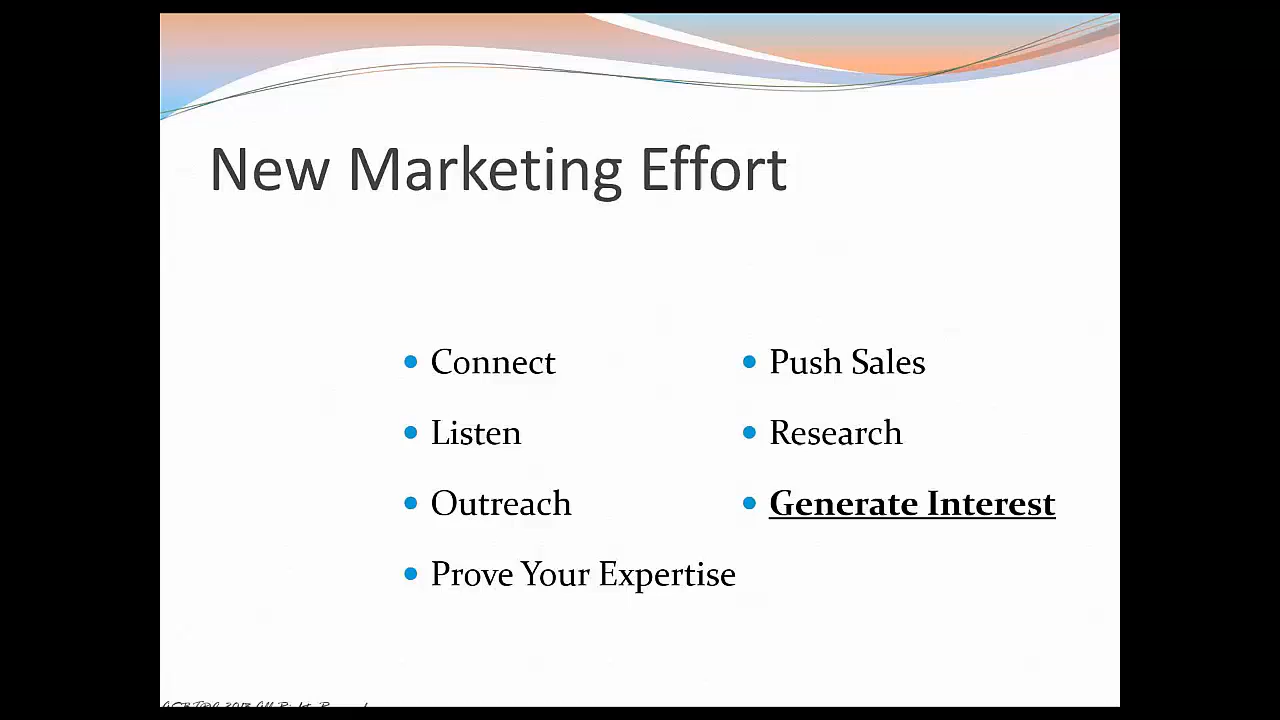 New Marketing Effort
Connect
Listen
Outreach
Prove Your Expertise
Push Sales
Research
Generate Interest